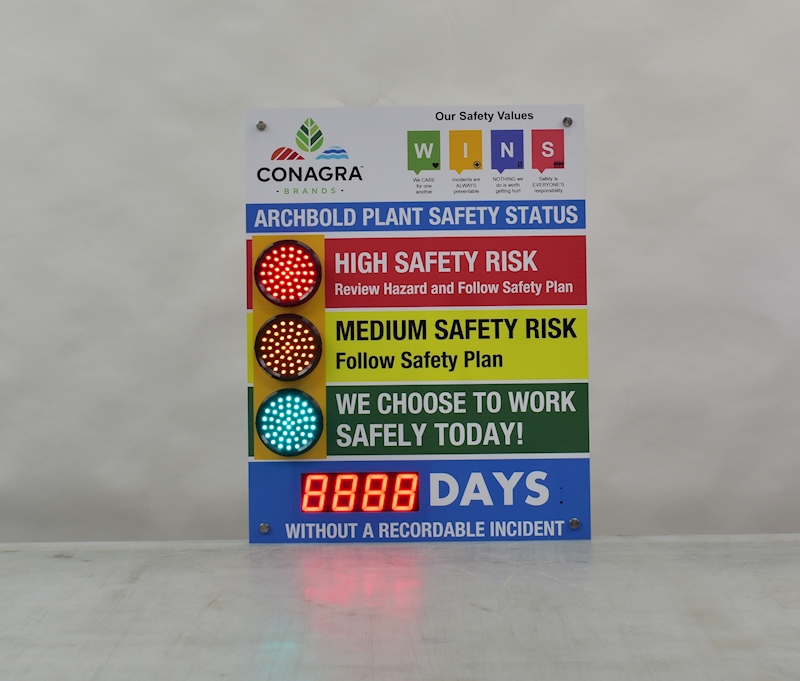 Our Safety Values
W I N S
We CARE for one another
Incidents are ALWAYS preventable
NOTHING we do is worth getting hurt
Safety is EVERYONE'S responsibility
CONAGRA™
· BRANDS ·
ARCHBOLD PLANT SAFETY STATUS
HIGH SAFETY RISK
Review Hazard and Follow Safety Plan
MEDIUM SAFETY RISK
Follow Safety Plan
WE CHOOSE TO WORK
SAFELY TODAY!
8888 DAYS
WITHOUT A RECORDABLE INCIDENT